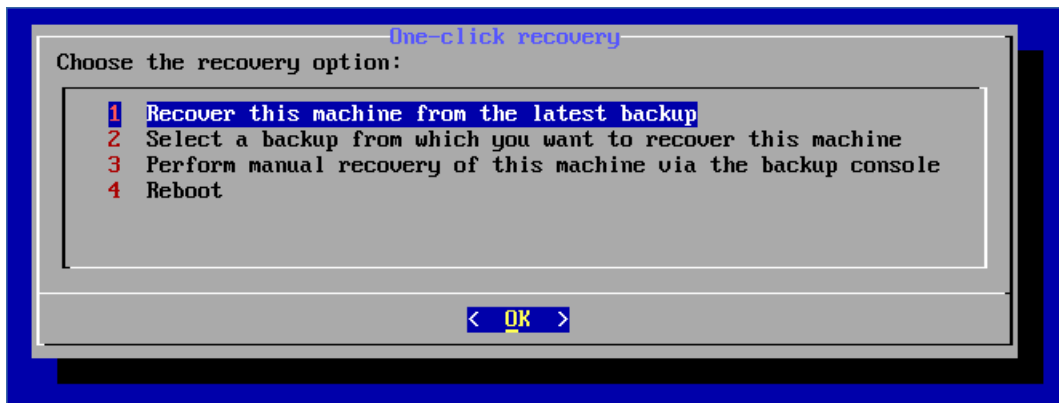 One-click recovery
Choose the recovery option:
1 Recover this machine from the latest backup
2 Select a backup from which you want to recover this machine
3 Perform manual recovery of this machine via the backup console
4 Reboot
< OK >